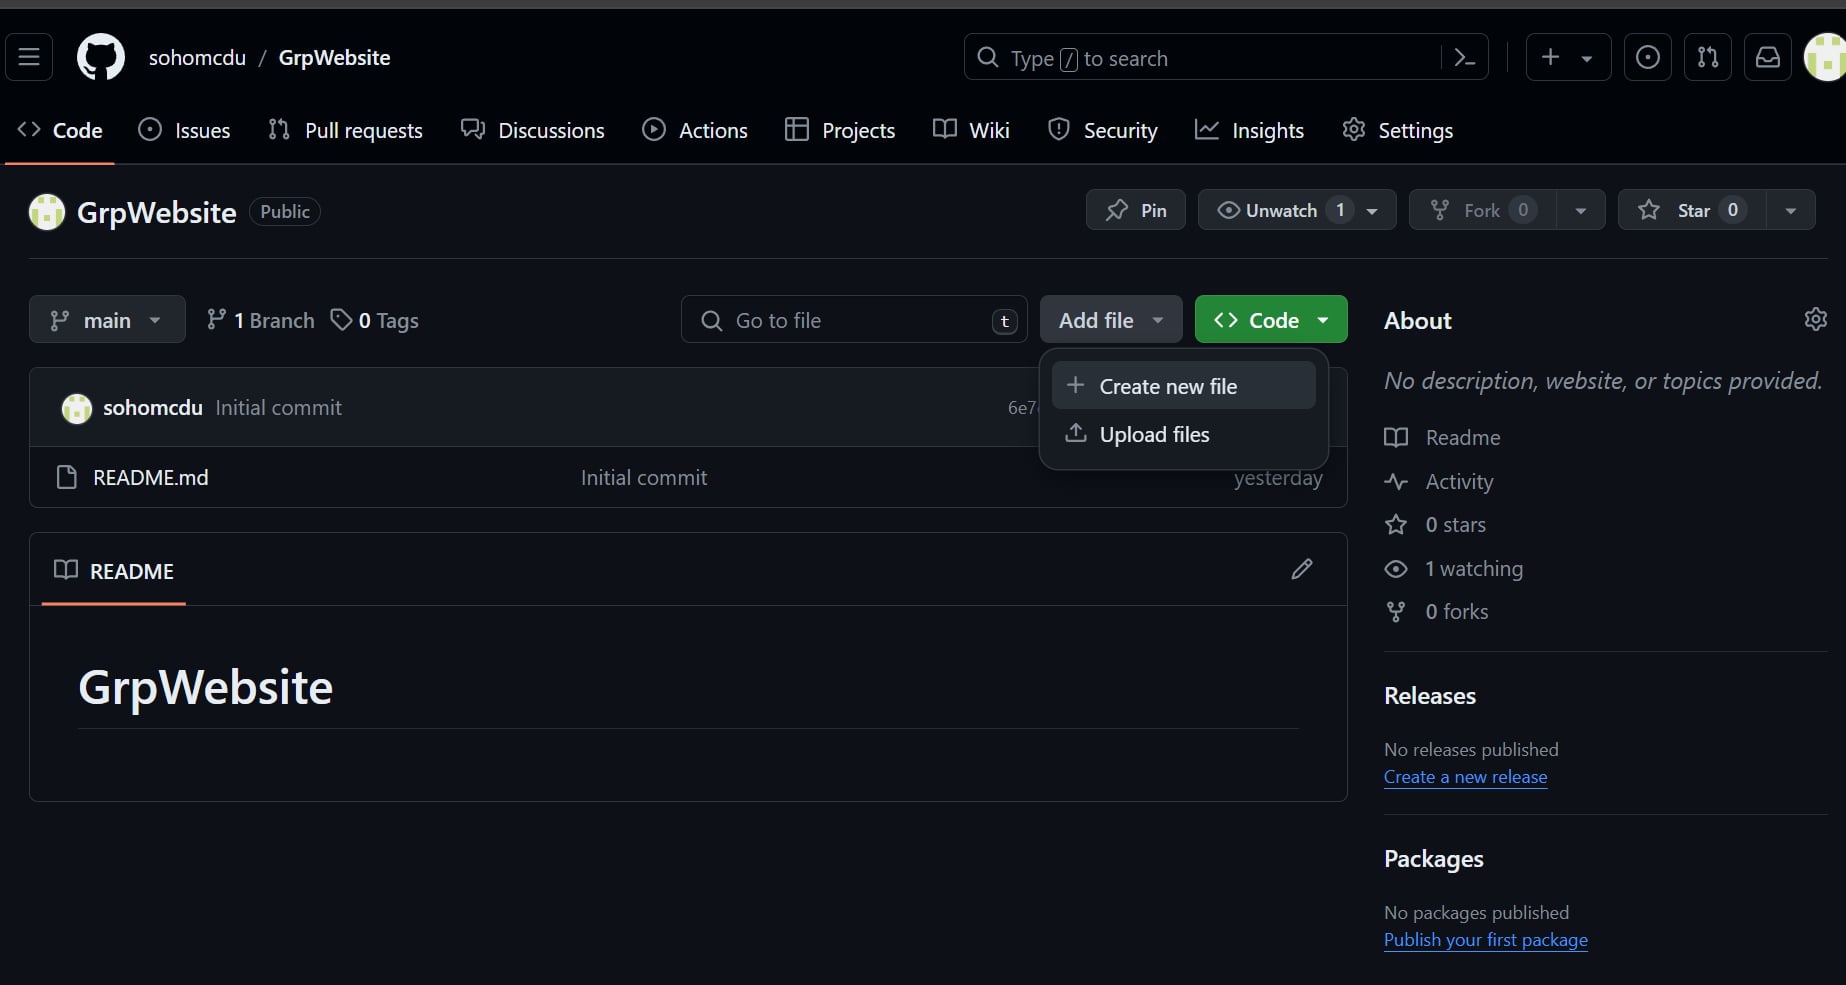 sohomcdu / GrpWebsite
Type / to search
Code
Issues
Pull requests
Discussions
Actions
Projects
Wiki
Security
Insights
Settings
GrpWebsite Public
Pin
Unwatch 1
Fork 0
Star 0
main
1 Branch
0 Tags
Go to file t
Add file
Code
Create new file
Upload files
sohomcdu Initial commit
6e7
README.md Initial commit yesterday
README
GrpWebsite
About
No description, website, or topics provided.
Readme
Activity
0 stars
1 watching
0 forks
Releases
No releases published
Create a new release
Packages
No packages published
Publish your first package